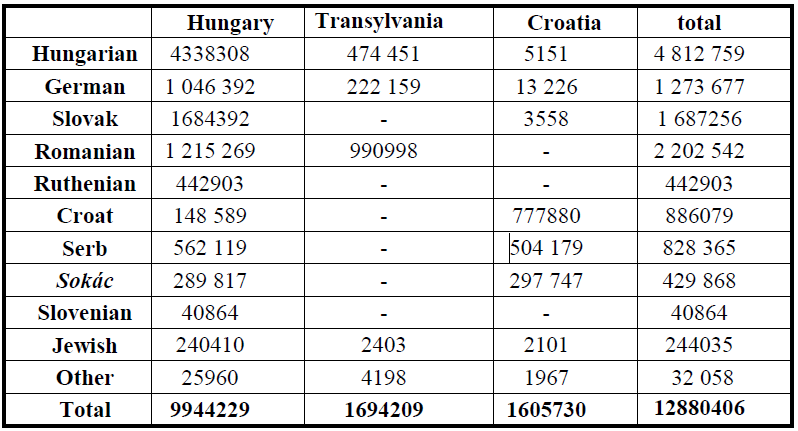 Hungary Transylvania Croatia total
Hungarian 4338308 474 451 5151 4 812 759
German 1 046 392 222 159 13 226 1 273 677
Slovak 1684392 - 3558 1 687256
Romanian 1 215 269 990998 - 2 202 542
Ruthenian 442903 - - 442903
Croat 148 589 - 777880 886079
Serb 562 119 - 504 179 828 365
Sokác 289 817 - 297 747 429 868
Slovenian 40864 - - 40864
Jewish 240410 2403 2101 244035
Other 25960 4198 1967 32 058
Total 9944229 1694209 1605730 12880406